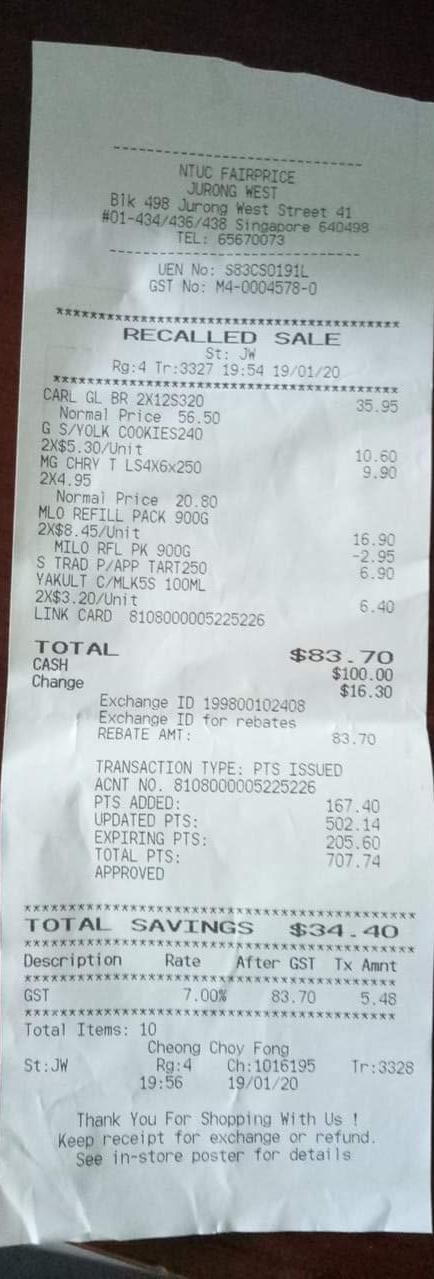 NTUC FAIRPRICE
JURONG WEST
Blk 498 Jurong West Street 41
#01-434/436/438 Singapore 640498
TEL: 65670073
UEN No: S83CS0191L
GST No: M4-0004578-0
RECALLED SALE
St: JW
Rg:4 Tr:3327 19:54 19/01/20
CARL GL BR 2X12S320 35.95
Normal Price 56.50
G S/YOLK COOKIES240
2X$5.30/Unit 10.60
MG CHRY T LS4X6x250 9.90
2X4.95
Normal Price 20.80
MLO REFILL PACK 900G
2X$8.45/Unit 16.90
MILO RFL PK 900G -2.95
S TRAD P/APP TART250 6.90
YAKULT C/MLK5S 100ML
2X$3.20/Unit 6.40
LINK CARD 8108000005225226
TOTAL $83.70
CASH $100.00
Change $16.30
Exchange ID 199800102408
Exchange ID for rebates
REBATE AMT: 83.70
TRANSACTION TYPE: PTS ISSUED
ACNT NO. 8108000005225226
PTS ADDED: 167.40
UPDATED PTS: 502.14
EXPIRING PTS: 205.60
TOTAL PTS: 707.74
APPROVED
TOTAL SAVINGS $34.40
Description Rate After GST Tx Amnt
GST 7.00% 83.70 5.48
Total Items: 10
Cheong Choy Fong
St:JW Rg:4 Ch:1016195 Tr:3328
19:56 19/01/20
Thank You For Shopping With Us !
Keep receipt for exchange or refund.
See in-store poster for details